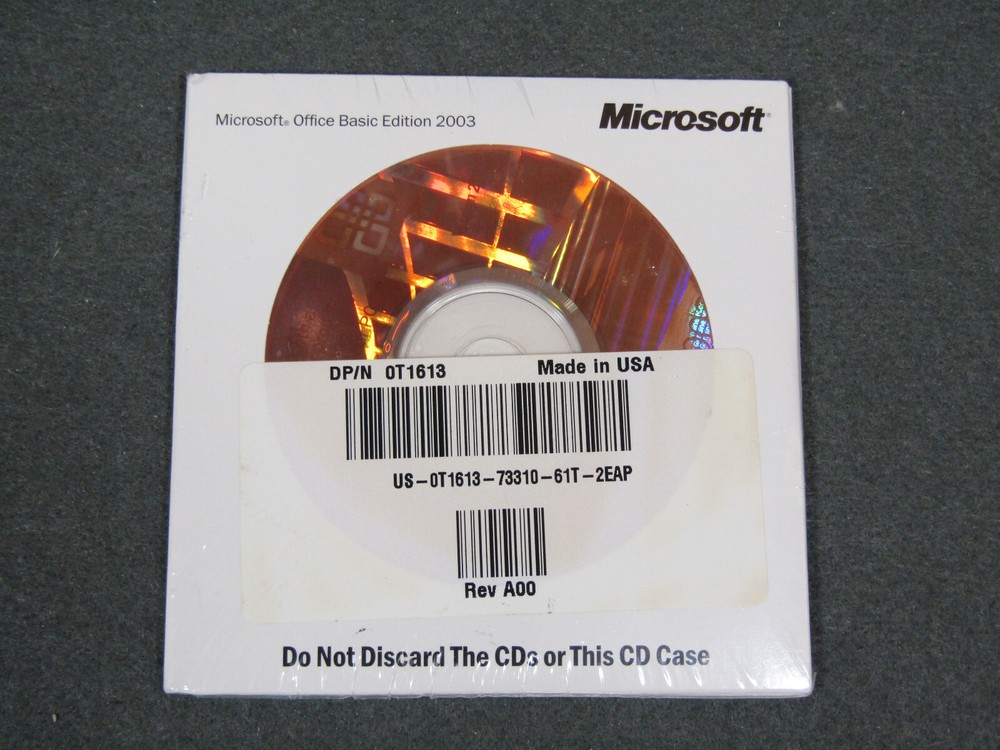 Microsoft® Office Basic Edition 2003
Microsoft®
DP/N 0T1613 Made in USA
US-0T1613-73310-61T-2EAP
Rev A00
Do Not Discard The CDs or This CD Case